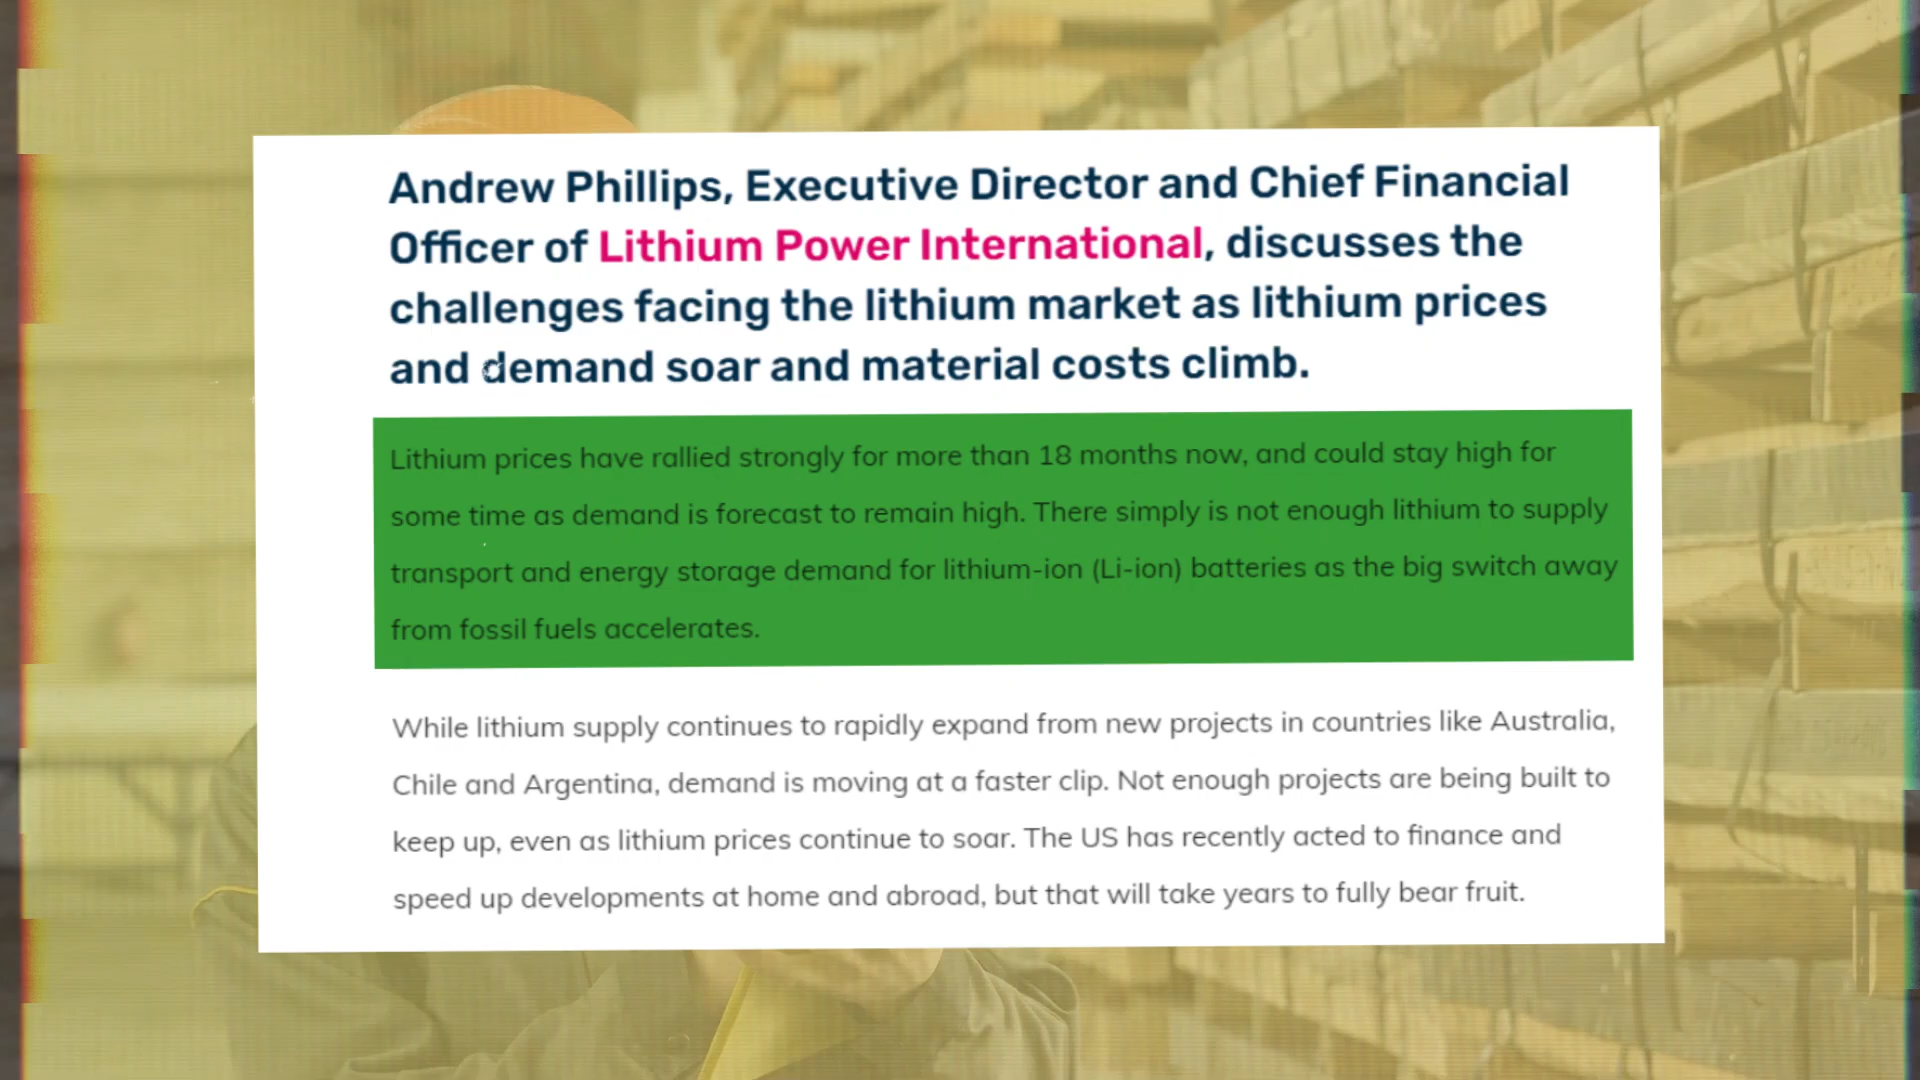 Andrew Phillips, Executive Director and Chief Financial
Officer of Lithium Power International, discusses the
challenges facing the lithium market as lithium prices
and demand soar and material costs climb.
Lithium prices have rallied strongly for more than 18 months now, and could stay high for
some time as demand is forecast to remain high. There simply is not enough lithium to supply
transport and energy storage demand for lithium-ion (Li-ion) batteries as the big switch away
from fossil fuels accelerates.
While lithium supply continues to rapidly expand from new projects in countries like Australia,
Chile and Argentina, demand is moving at a faster clip. Not enough projects are being built to
keep up, even as lithium prices continue to soar. The US has recently acted to finance and
speed up developments at home and abroad, but that will take years to fully bear fruit.